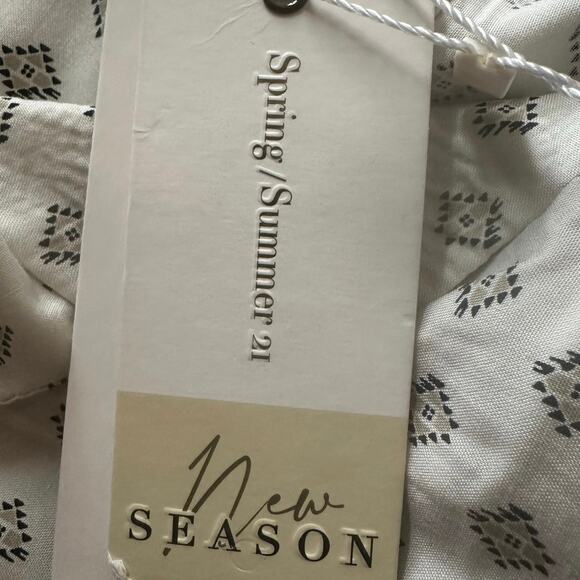 Spring / Summer 21
New
SEASON